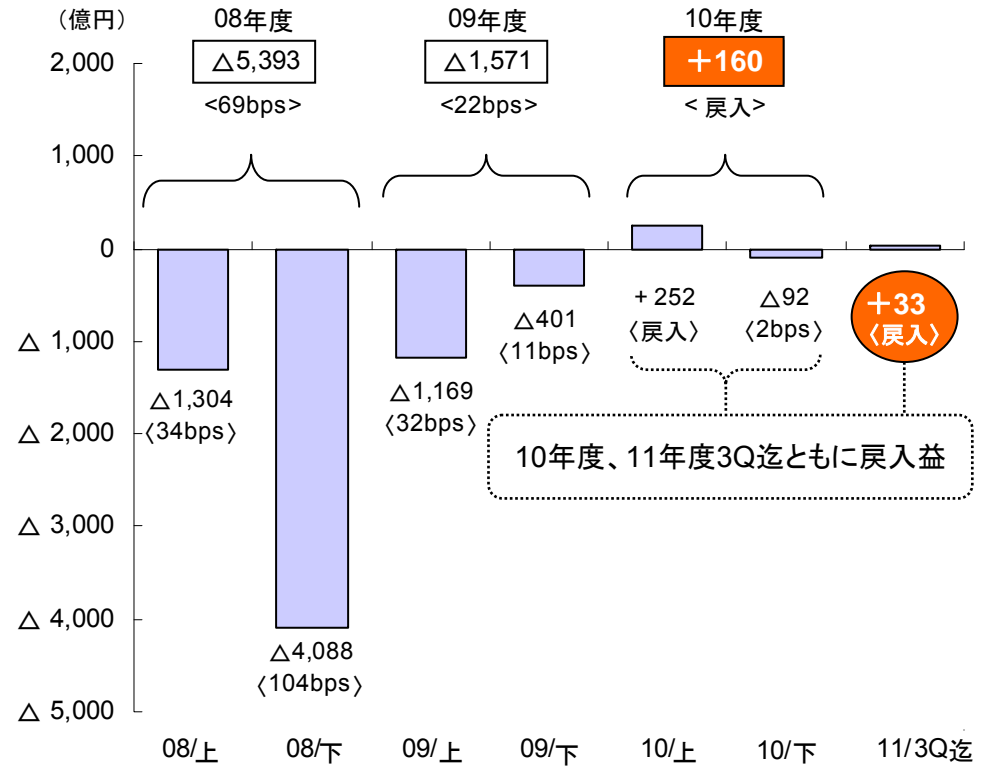 （億円）
08年度
09年度
10年度
△5,393
△1,571
＋160
<69bps>
<22bps>
< 戻入>
2,000
1,000
0
△ 1,000
△ 2,000
△ 3,000
△ 4,000
△ 5,000
△1,304
〈34bps〉
△4,088
〈104bps〉
△1,169
〈32bps〉
△401
〈11bps〉
+ 252
〈戻入〉
△92
〈2bps〉
＋33
〈戻入〉
10年度、11年度3Q迄ともに戻入益
08/上
08/下
09/上
09/下
10/上
10/下
11/3Q迄